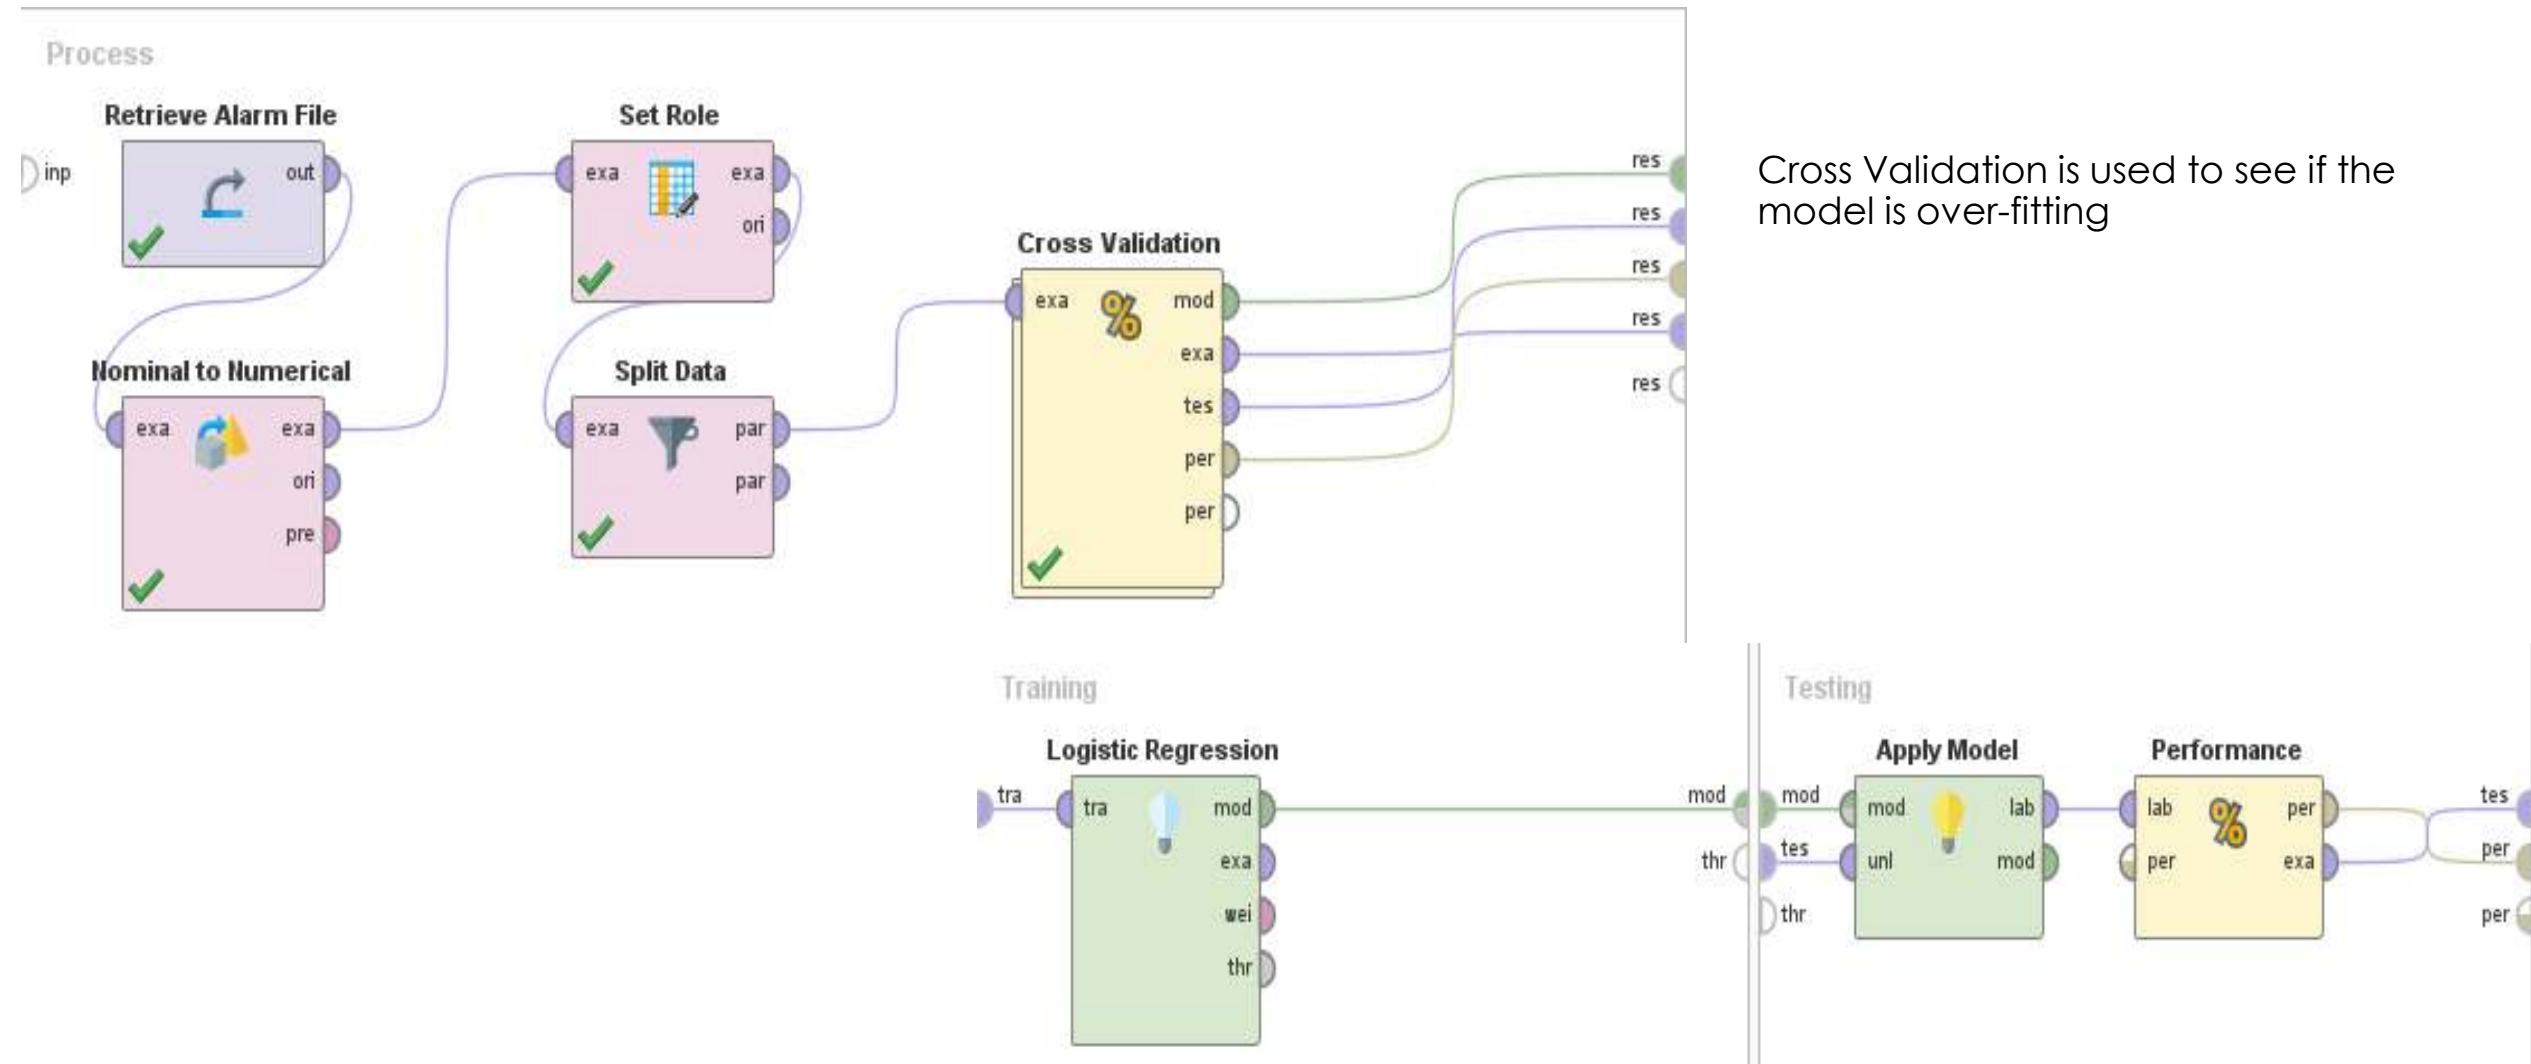 Process
Retrieve Alarm File
Set Role
inp
out
exa
exa
ori
Cross Validation
exa
mod
exa
tes
per
per
res
res
res
res
res
Cross Validation is used to see if the
model is over-fitting
Nominal to Numerical
exa
exa
ori
pre
Split Data
exa
par
par
Training
Logistic Regression
tra
tra
mod
exa
wei
thr
mod
thr
Testing
Apply Model
Performance
mod
tes
thr
mod
unl
lab
mod
lab
per
per
exa
tes
per
per